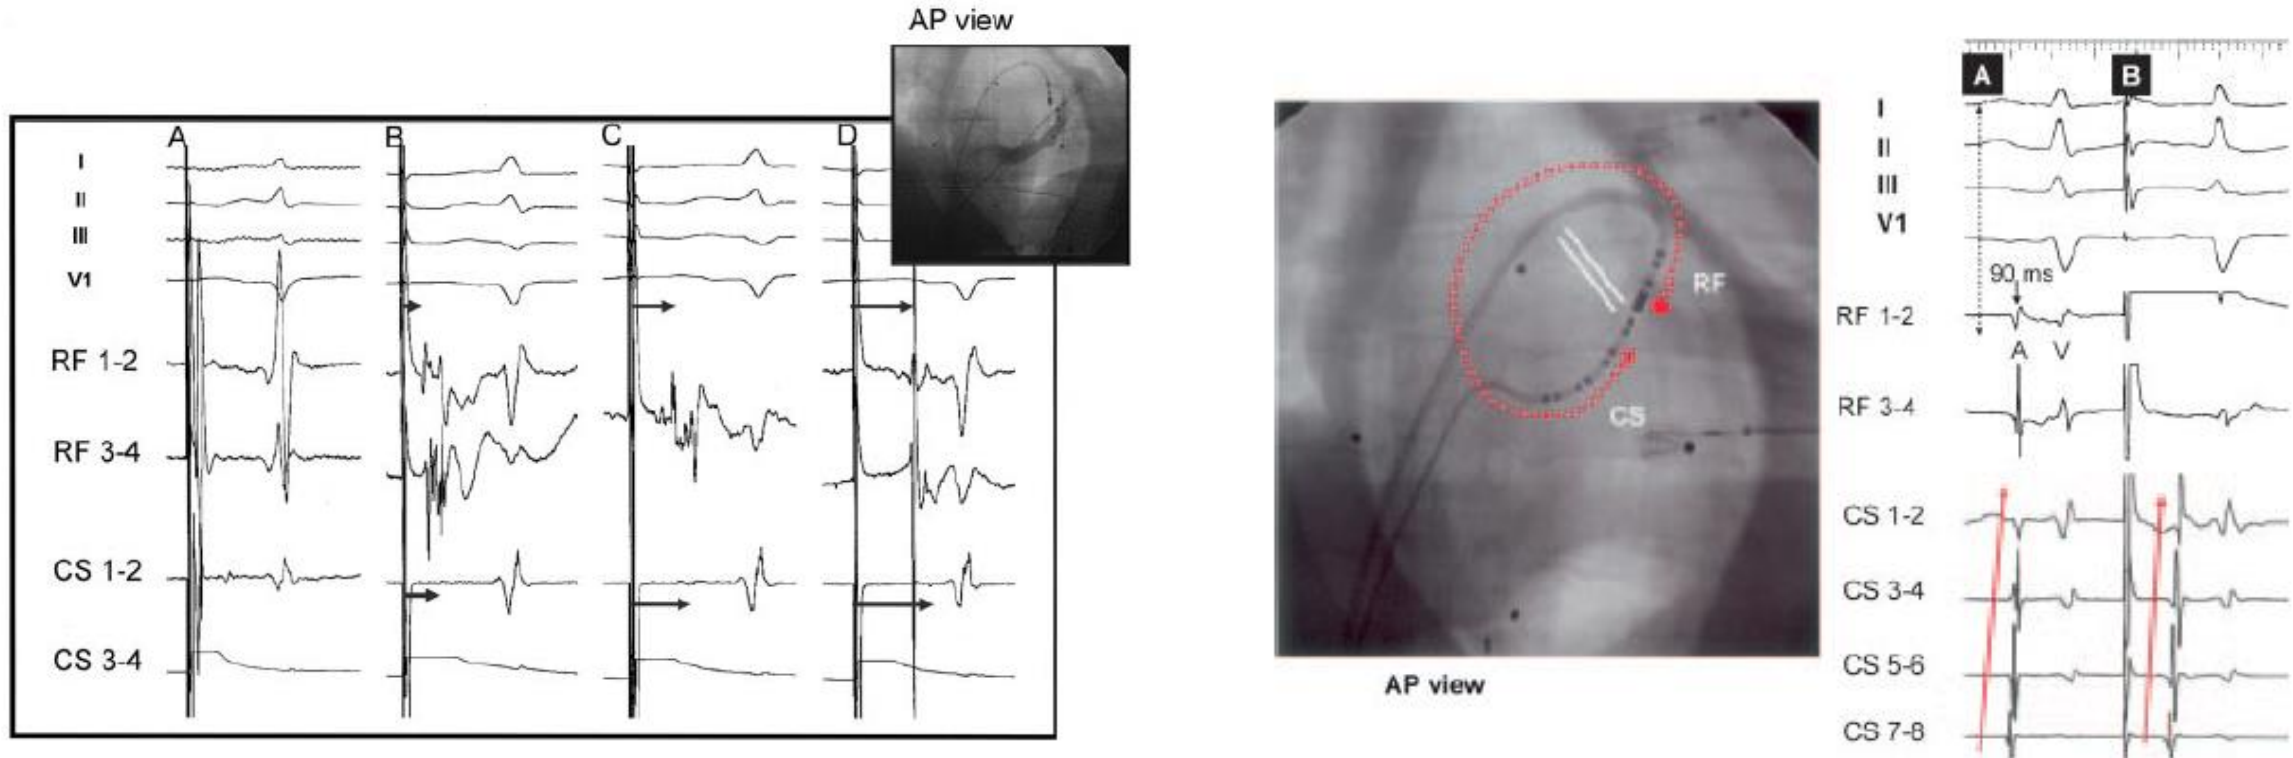 AP view
A B C D
I
II
III
V1
RF 1-2
RF 3-4
CS 1-2
CS 3-4
RF
CS
AP view
A B
I
II
III
V1
90 ms
RF 1-2
A V
RF 3-4
CS 1-2
CS 3-4
CS 5-6
CS 7-8